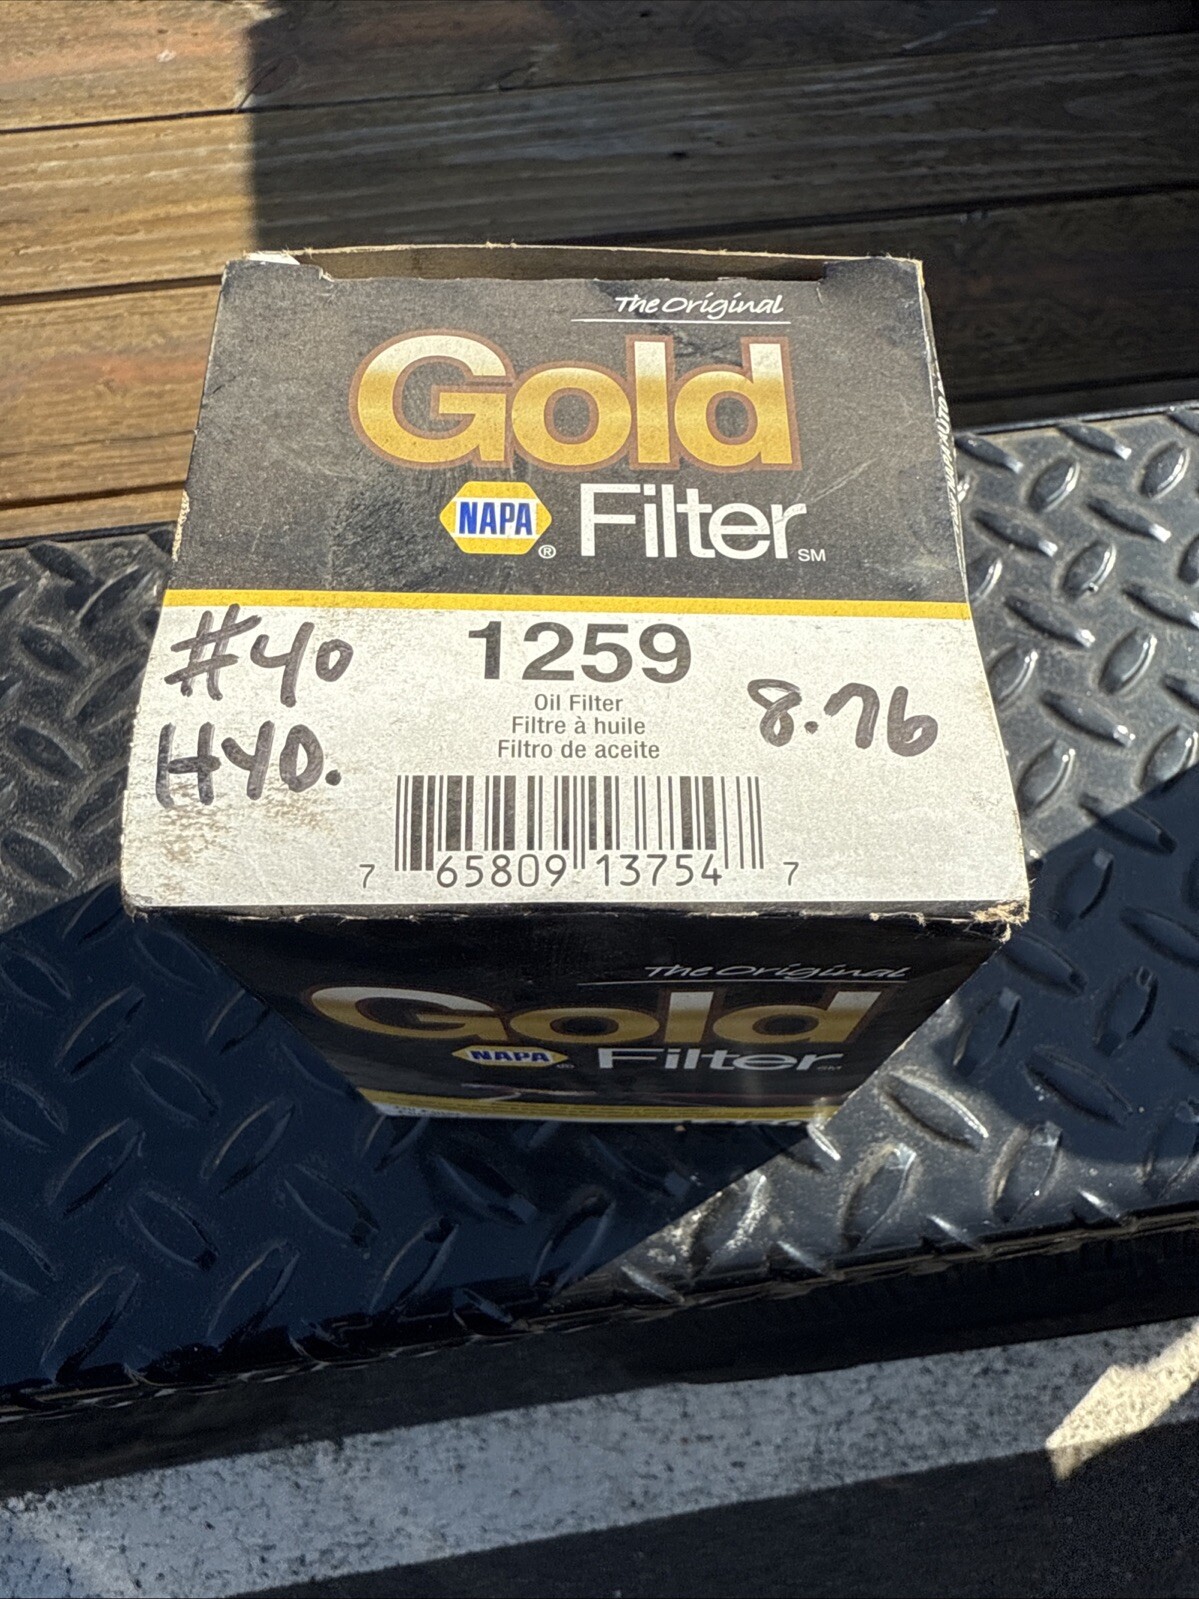 The Original
Gold
NAPA® Filter SM
#40
HYD.
1259
Oil Filter
Filtre à huile
Filtro de aceite
8.76
7 65809 13754 7
The Original
Gold
NAPA® Filter SM